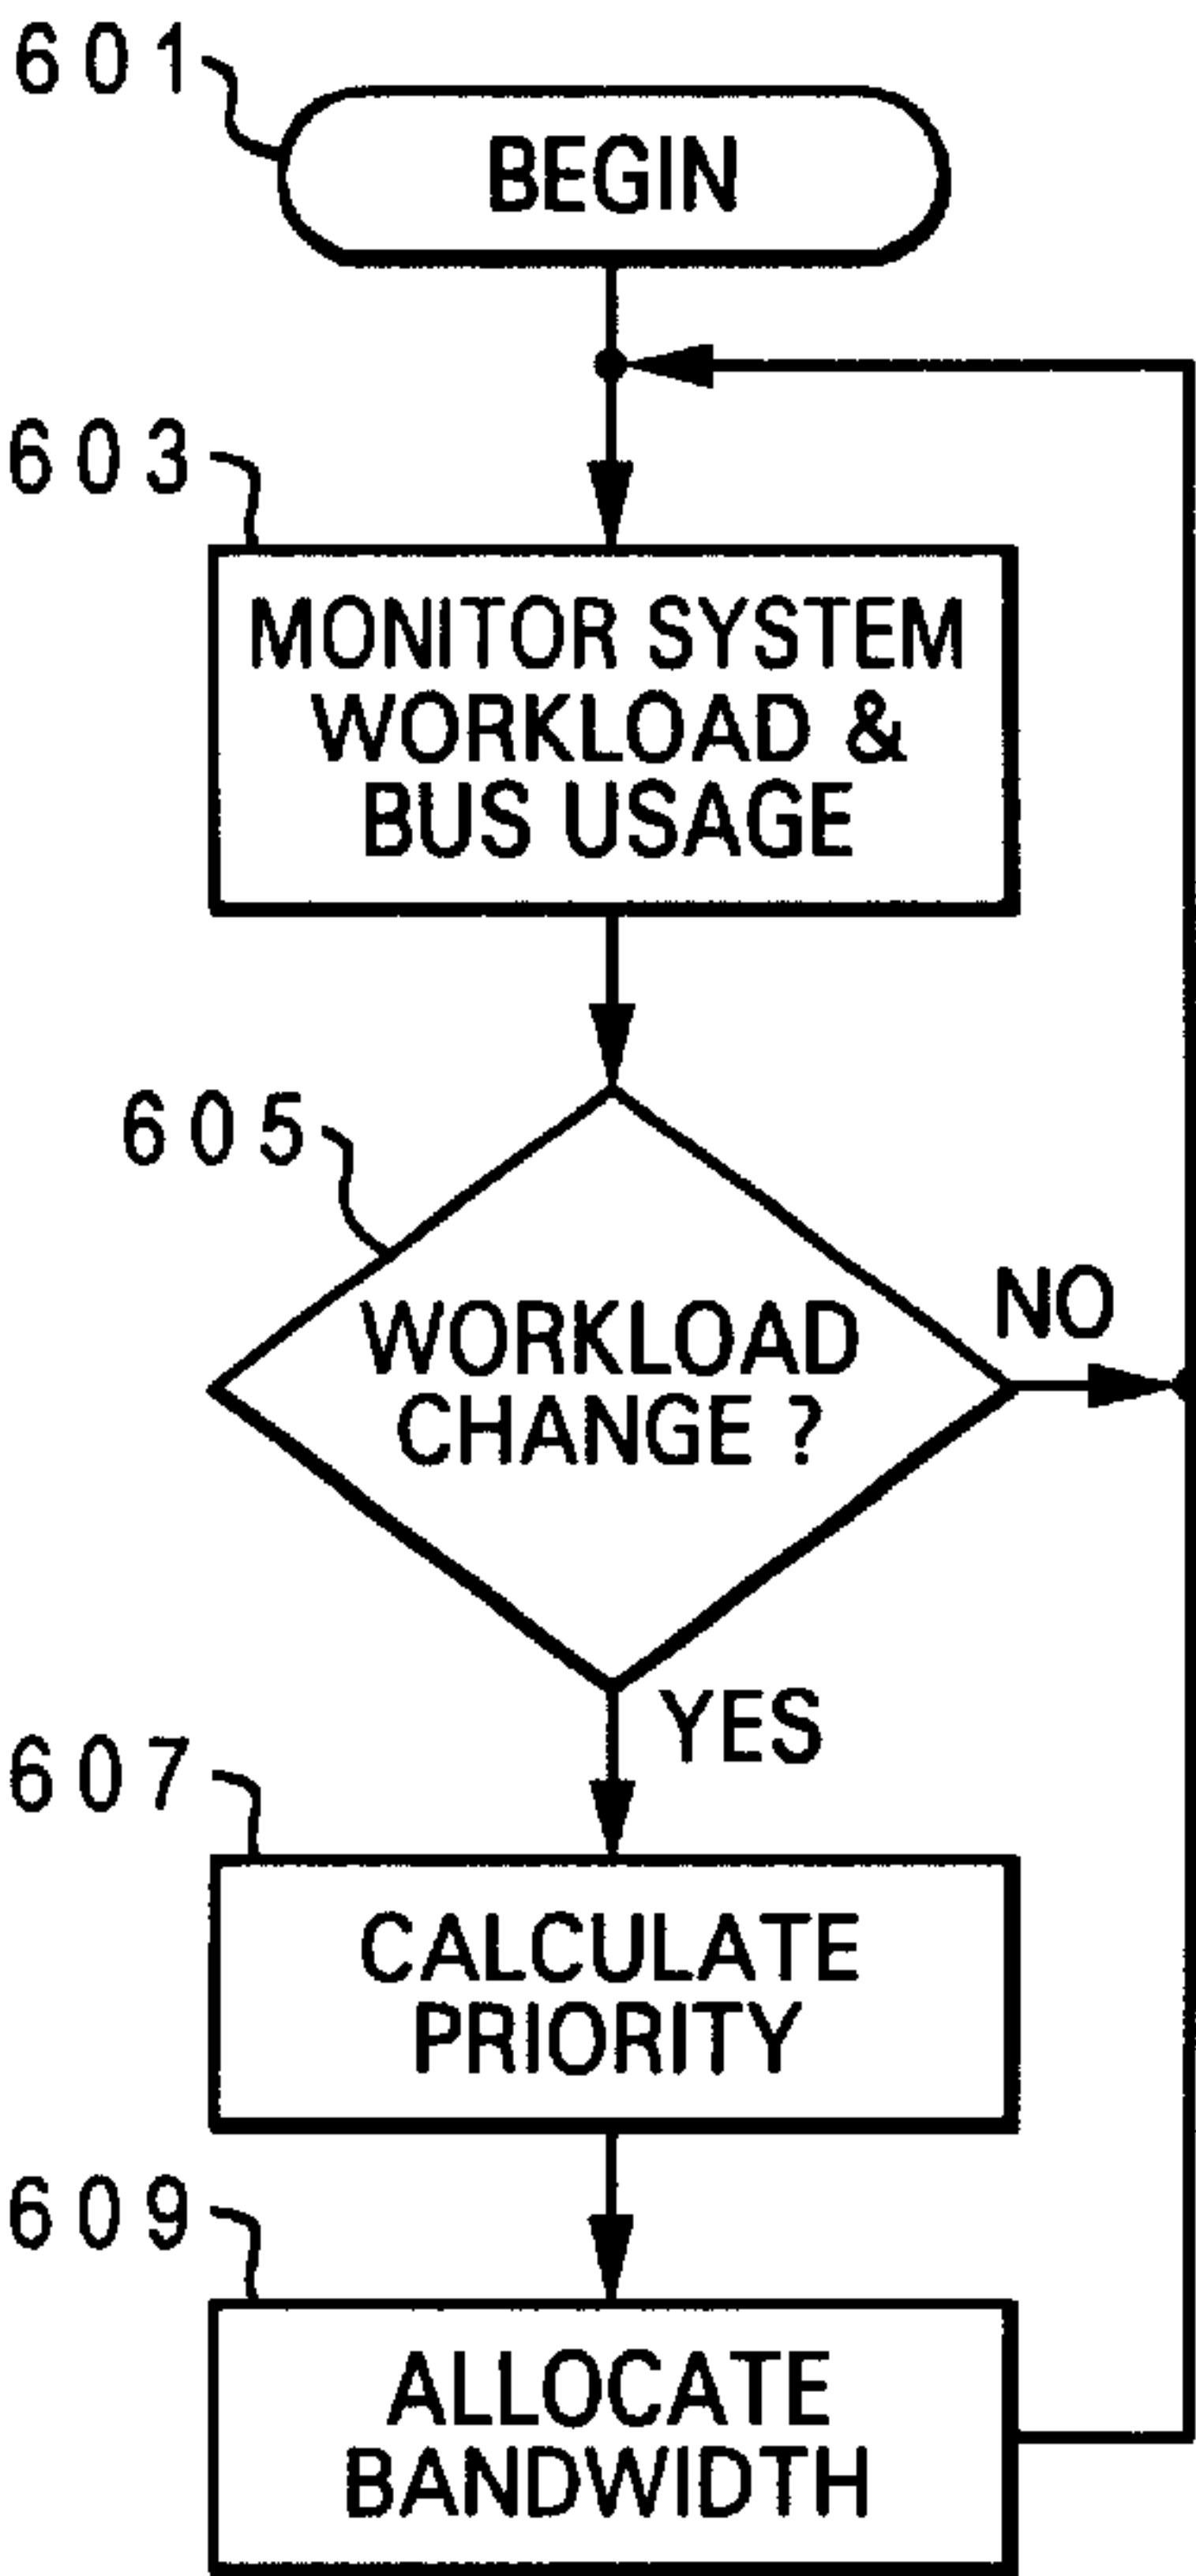 601
BEGIN
603
MONITOR SYSTEM
WORKLOAD &
BUS USAGE
605
WORKLOAD
CHANGE ?
NO
YES
607
CALCULATE
PRIORITY
609
ALLOCATE
BANDWIDTH